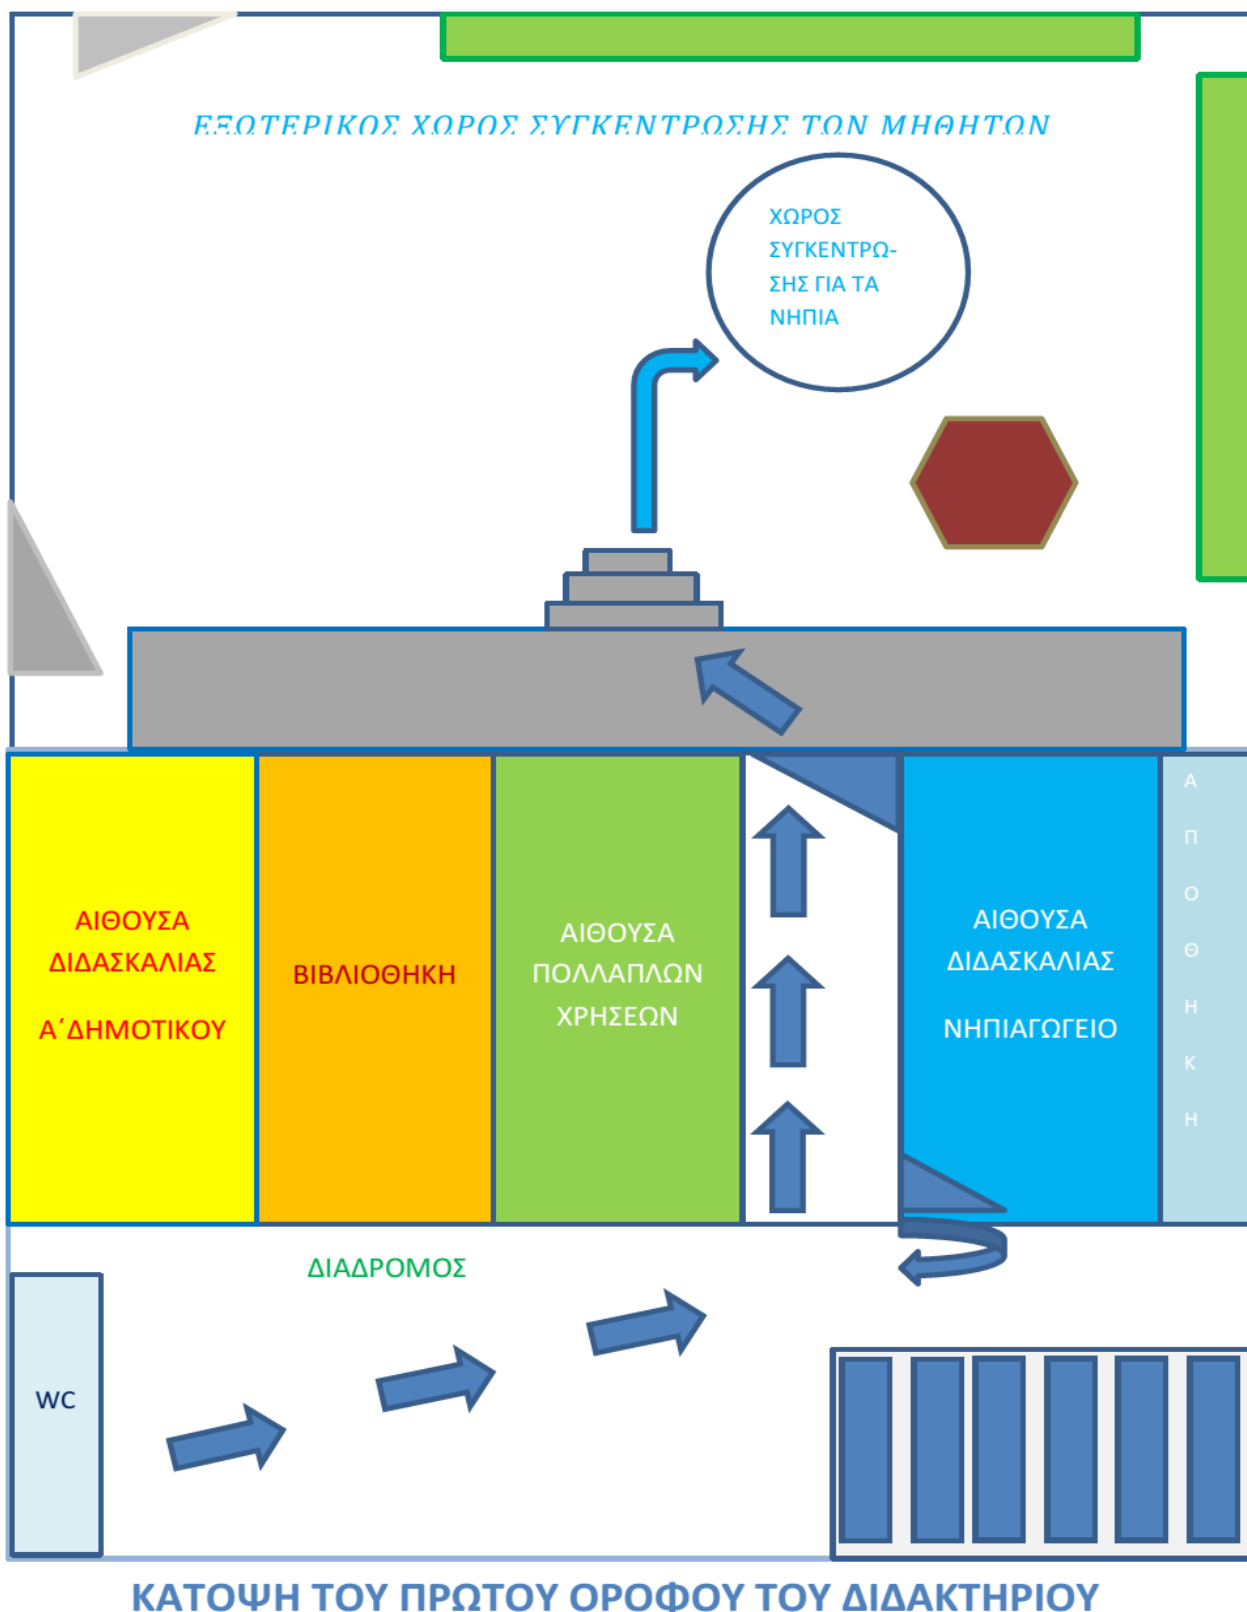 ΕΞΩΤΕΡΙΚΟΣ ΧΩΡΟΣ ΣΥΓΚΕΝΤΡΩΣΗΣ ΤΩΝ ΜΗΘΗΤΩΝ
ΧΩΡΟΣ
ΣΥΓΚΕΝΤΡΩ-
ΣΗΣ ΓΙΑ ΤΑ
ΝΗΠΙΑ
ΑΙΘΟΥΣΑ
ΔΙΔΑΣΚΑΛΙΑΣ
Α΄ΔΗΜΟΤΙΚΟΥ
ΒΙΒΛΙΟΘΗΚΗ
ΑΙΘΟΥΣΑ
ΠΟΛΛΑΠΛΩΝ
ΧΡΗΣΕΩΝ
ΑΙΘΟΥΣΑ
ΔΙΔΑΣΚΑΛΙΑΣ
ΝΗΠΙΑΓΩΓΕΙΟ
Α
Π
Ο
Θ
Η
Κ
Η
ΔΙΑΔΡΟΜΟΣ
WC
ΚΑΤΟΨΗ ΤΟΥ ΠΡΩΤΟΥ ΟΡΟΦΟΥ ΤΟΥ ΔΙΔΑΚΤΗΡΙΟΥ